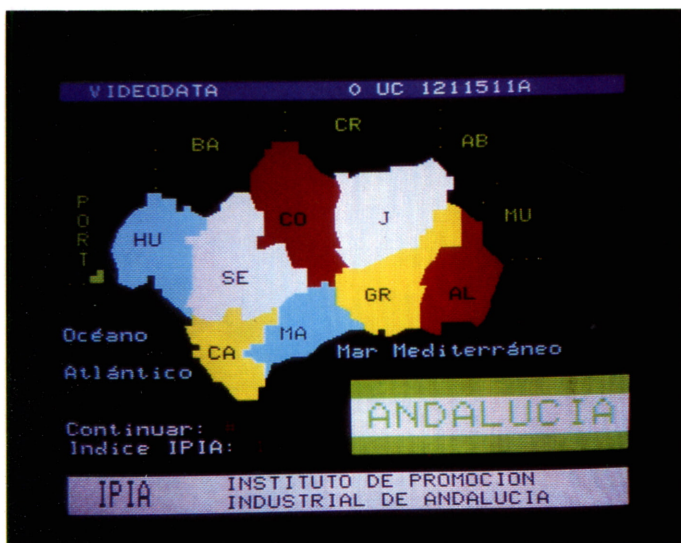 VIDEODATA 0 UC 1211511A
CR
BA
AB
PORT
MU
CO
J
HU
SE
GR
AL
Océano
MA
Mar Mediterráneo
CA
Atlántico
ANDALUCIA
Continuar:
Indice IPIA:
IPIA
INSTITUTO DE PROMOCION
INDUSTRIAL DE ANDALUCIA